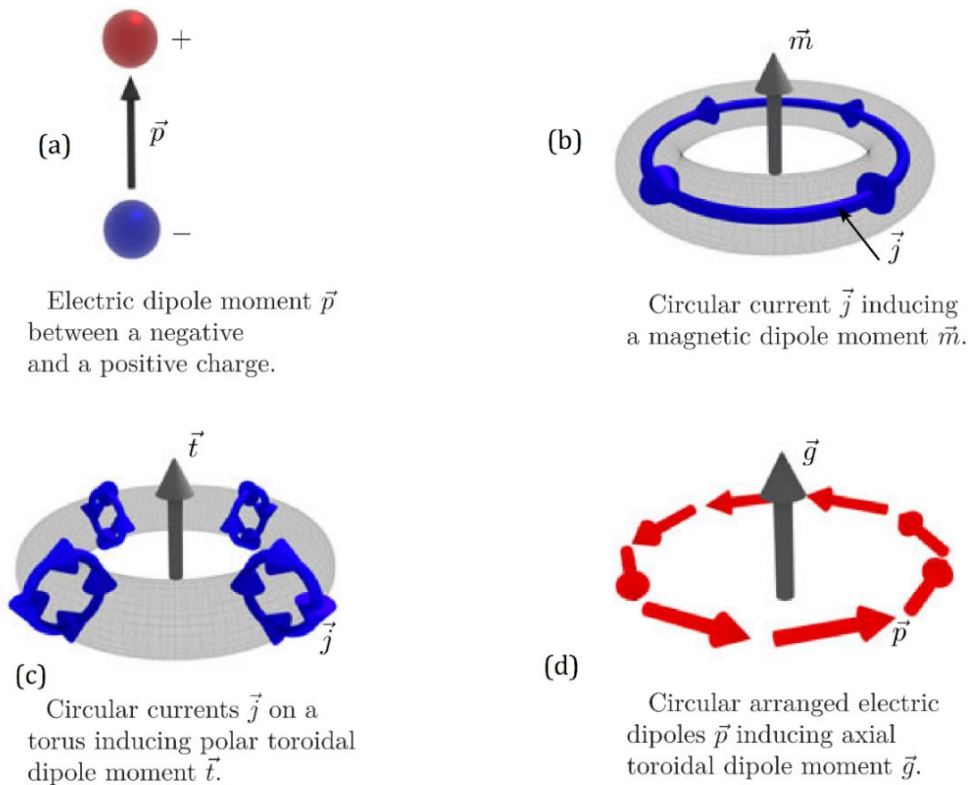 +
(a)
p⃗
−
Electric dipole moment p⃗
between a negative
and a positive charge.
m⃗
(b)
j⃗
Circular current j⃗ inducing
a magnetic dipole moment m⃗.
t⃗
j⃗
(c)
Circular currents j⃗ on a
torus inducing polar toroidal
dipole moment t⃗.
g⃗
p⃗
(d)
Circular arranged electric
dipoles p⃗ inducing axial
toroidal dipole moment g⃗.